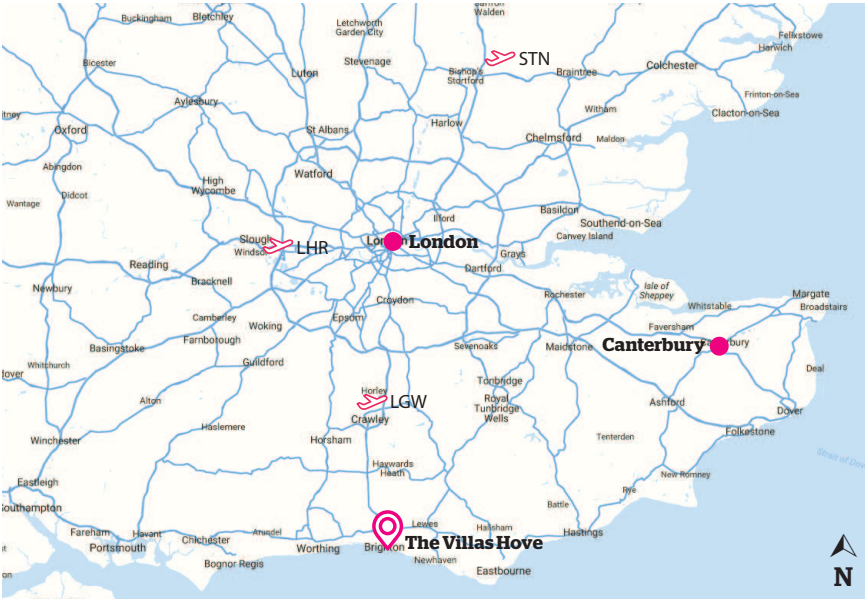 Buckingham
Bletchley
Letchworth
Garden City
Walden
Felixstowe
Harwich
Bicester
Luton
Stevenage
Bishop's
Stortford
STN
Braintree
Colchester
Aylesbury
Frinton-on-Sea
Clacton-on-Sea
Witham
Oxford
St Albans
Harlow
Chelmsford
Maldon
Abingdon
Watford
High
Wycombe
Didcot
Wantage
Ilford
Basildon
Southend-on-Sea
Canvey Island
Slough
Windsor
LHR
London
Grays
Dartford
Reading
Bracknell
Newbury
Croydon
Rochester
Isle of
Sheppey
Whitstable
Margate
Broadstairs
Camberley
Farnborough
Woking
Epsom
Faversham
Basingstoke
Guildford
Sevenoaks
Maidstone
Canterbury
Whitchurch
Deal
Tonbridge
Horley
LGW
Crawley
Royal
Tunbridge
Wells
Alton
Ashford
Dover
Haslemere
Folkestone
Winchester
Horsham
Tenterden
Haywards
Heath
New Romney
Eastleigh
Rye
Southampton
Battle
Fareham
Havant
Chichester
Arundel
Lewes
Hailsham
Hastings
Portsmouth
Worthing
Brighton
The Villas Hove
Newhaven
Bognor Regis
Eastbourne
N